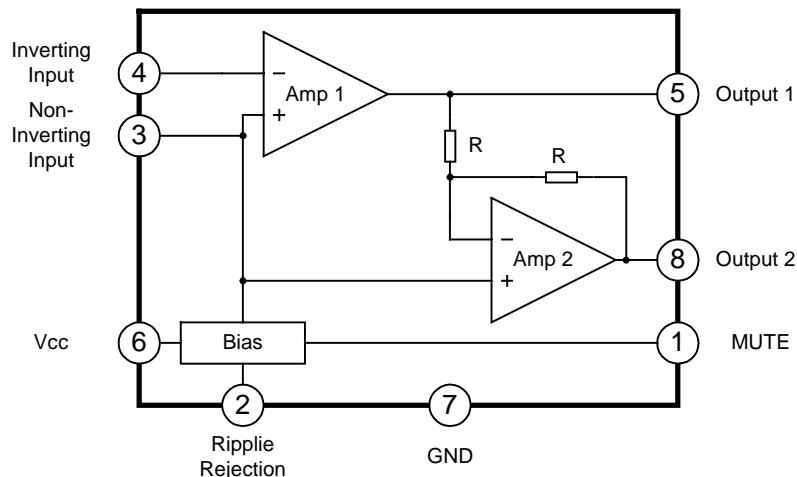 Inverting
Input
4
−
Amp 1
+
5
Output 1
Non-
Inverting
Input
3
R
R
−
Amp 2
+
8
Output 2
Vcc
6
Bias
1
MUTE
2
7
Ripplie
Rejection
GND